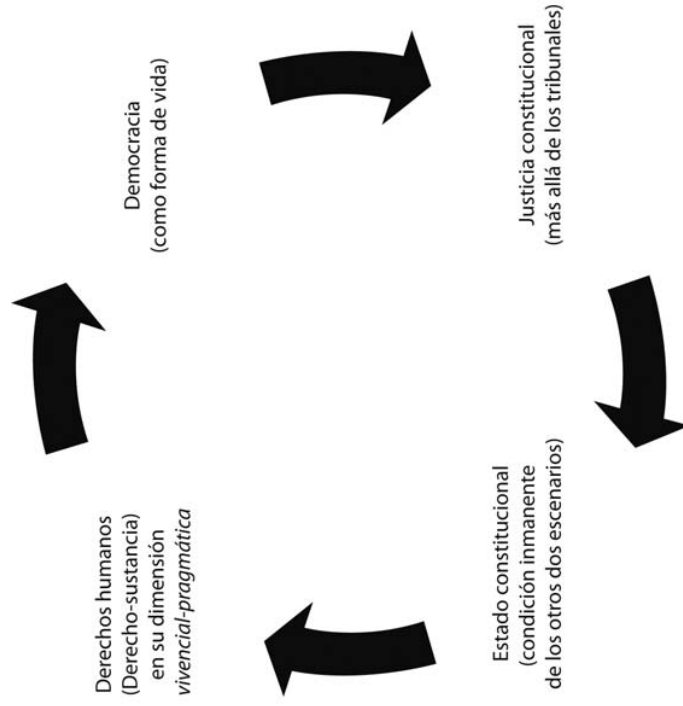 Derechos humanos
(Derecho-sustancia)
en su dimensión
vivencial-pragmática
Democracia
(como forma de vida)
Justicia constitucional
(más allá de los tribunales)
Estado constitucional
(condición inmanente
de los otros dos escenarios)